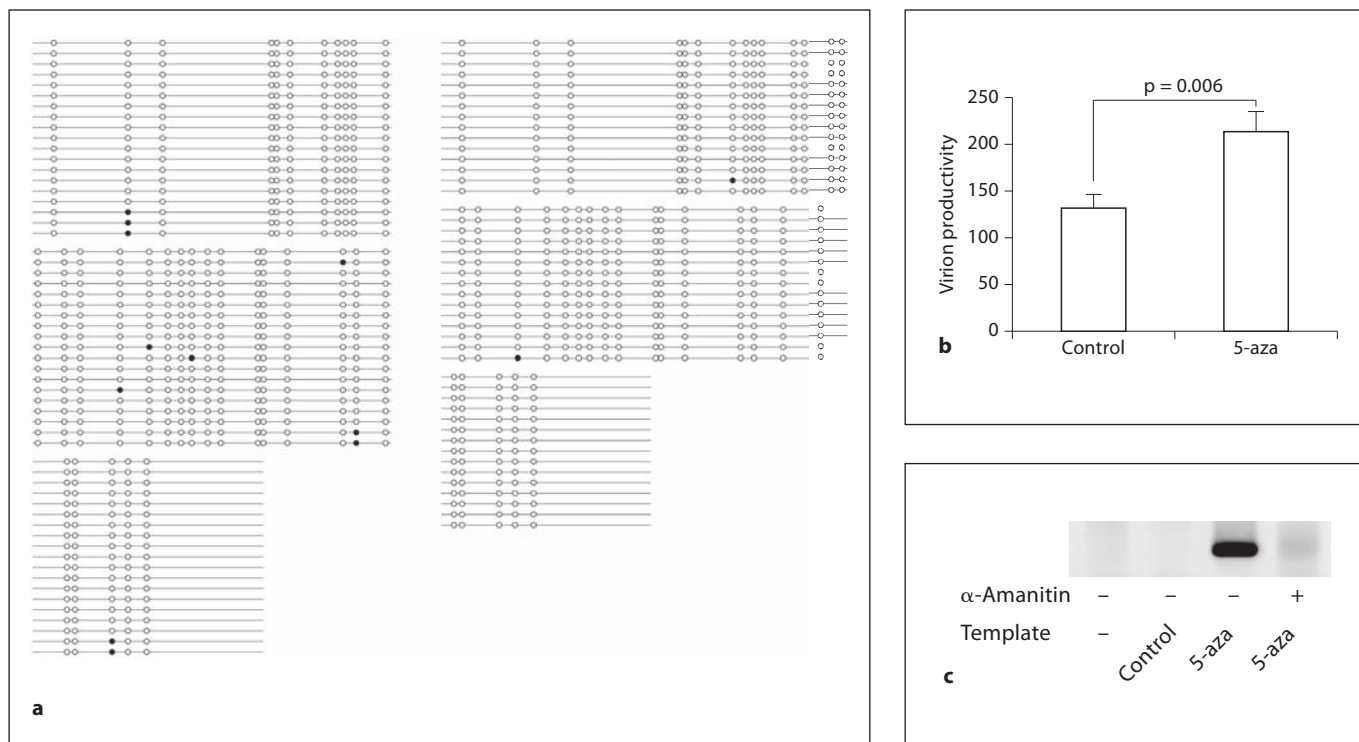 a
p = 0.006
250
200
150
100
50
0
Virion productivity
Control
5-aza
b
α-Amanitin – – – +
Template – Control 5-aza 5-aza
c